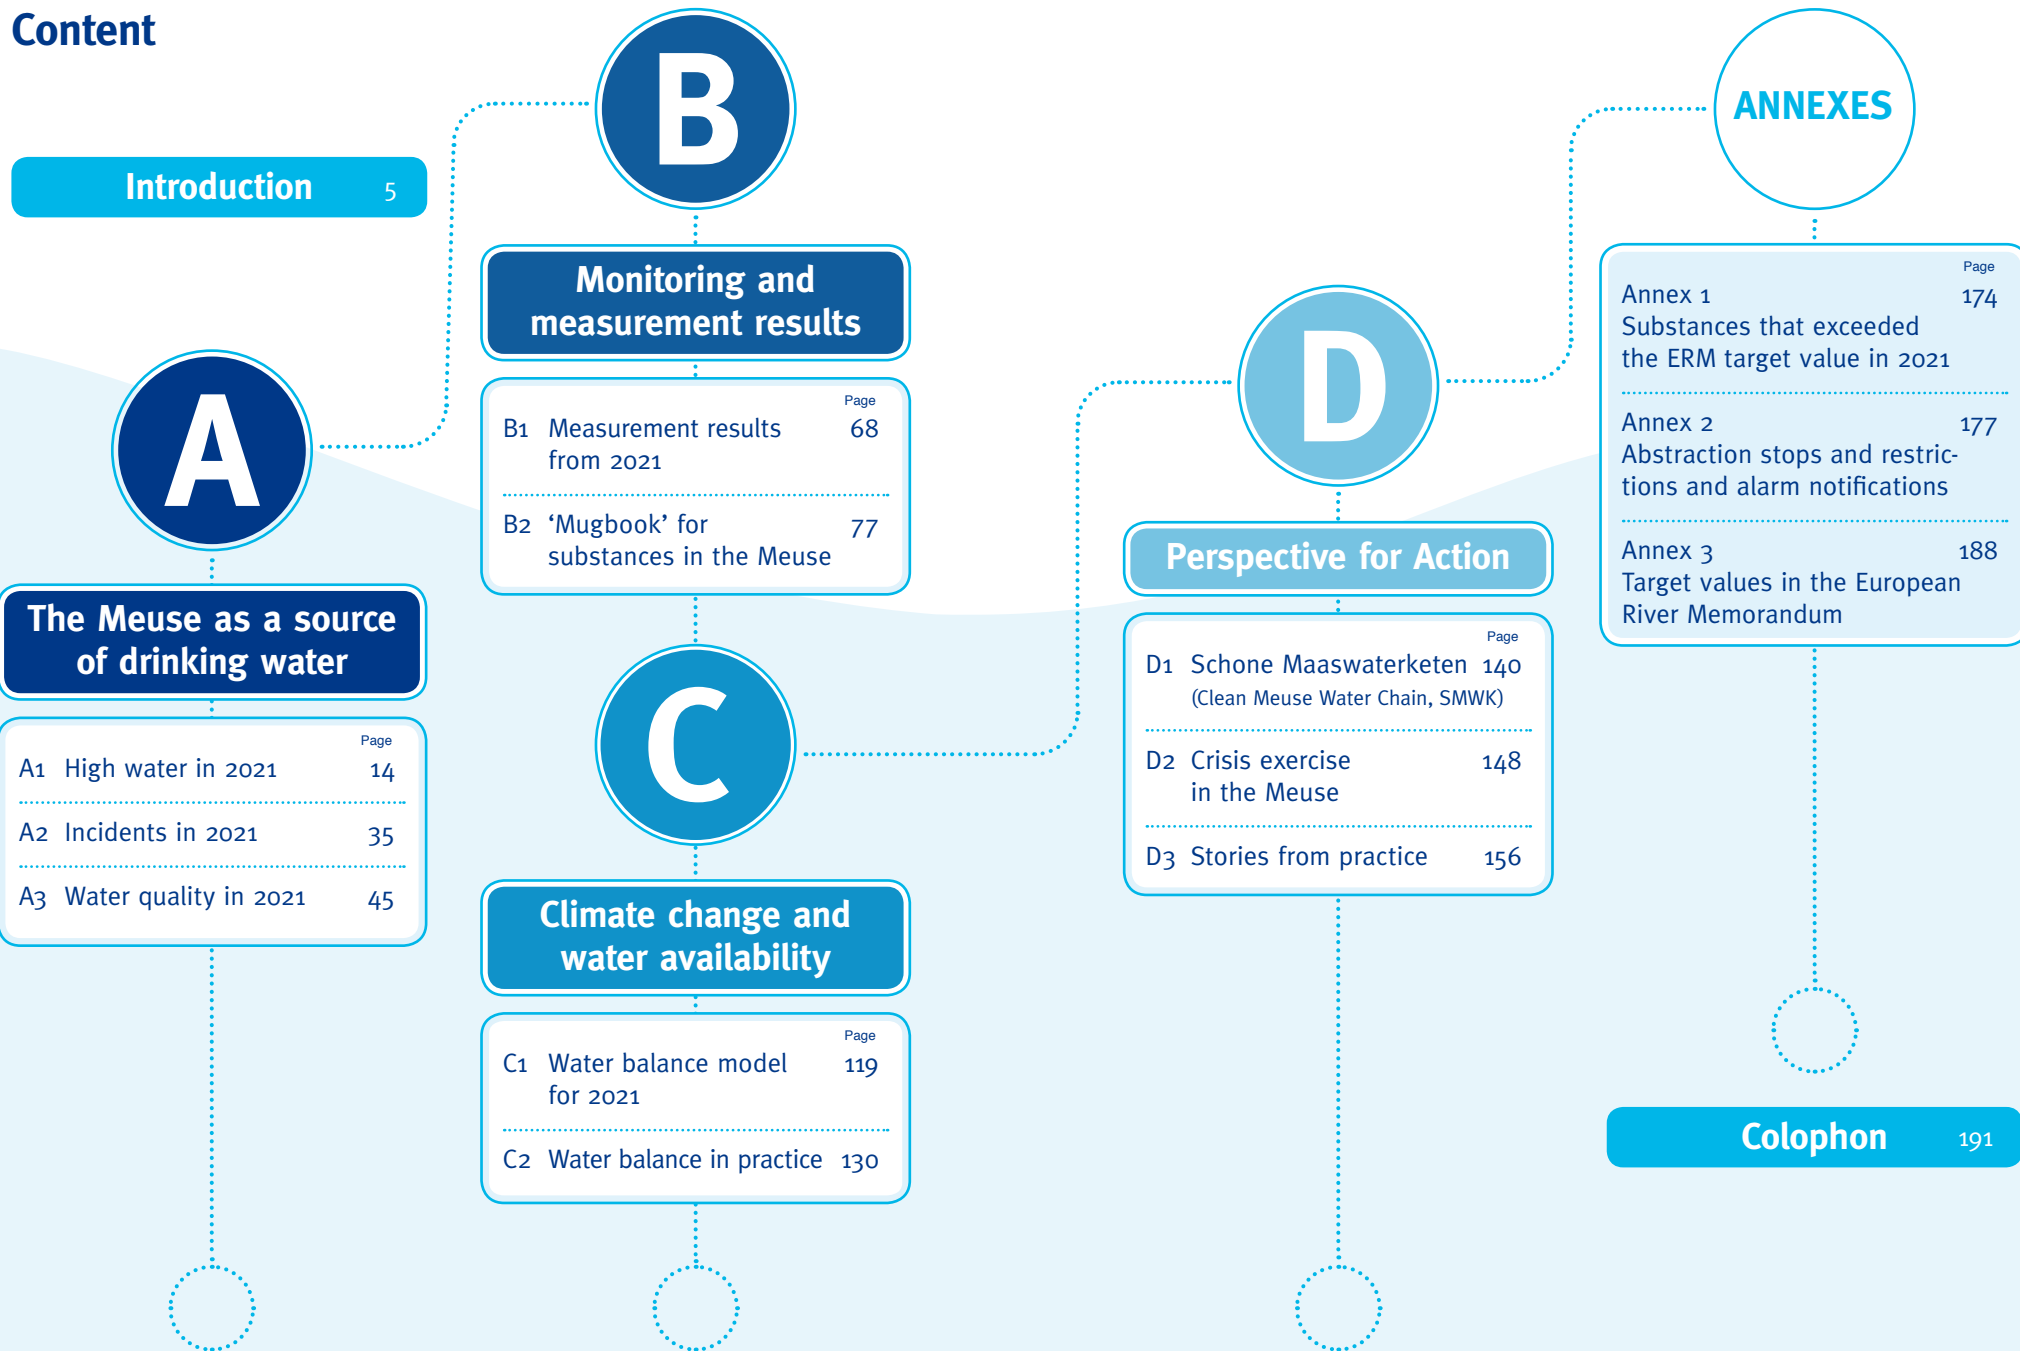 Content
Introduction 5
A
The Meuse as a source
of drinking water
Page
A1 High water in 2021 14
A2 Incidents in 2021 35
A3 Water quality in 2021 45
B
Monitoring and
measurement results
Page
B1 Measurement results 68
from 2021
B2 ‘Mugbook’ for 77
substances in the Meuse
C
Climate change and
water availability
Page
C1 Water balance model 119
for 2021
C2 Water balance in practice 130
D
Perspective for Action
Page
D1 Schone Maaswaterketen 140
(Clean Meuse Water Chain, SMWK)
D2 Crisis exercise 148
in the Meuse
D3 Stories from practice 156
ANNEXES
Page
Annex 1 174
Substances that exceeded
the ERM target value in 2021
Annex 2 177
Abstraction stops and restric-
tions and alarm notifications
Annex 3 188
Target values in the European
River Memorandum
Colophon 191